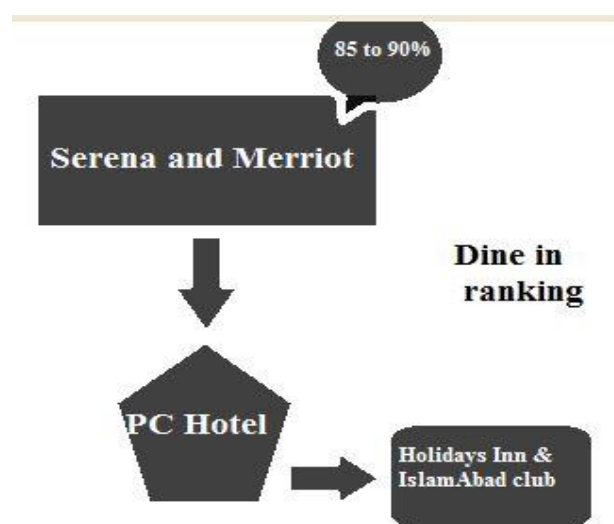 85 to 90%
Serena and Merriot
Dine in
ranking
PC Hotel
Holidays Inn &
IslamAbad club